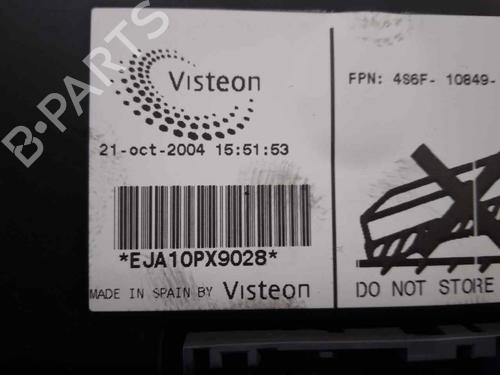 B-PARTS
Visteon
FPN: 4S6F- 10849-
21-oct-2004 15:51:53
*EJA10PX9028*
MADE IN SPAIN BY Visteon
DO NOT STORE